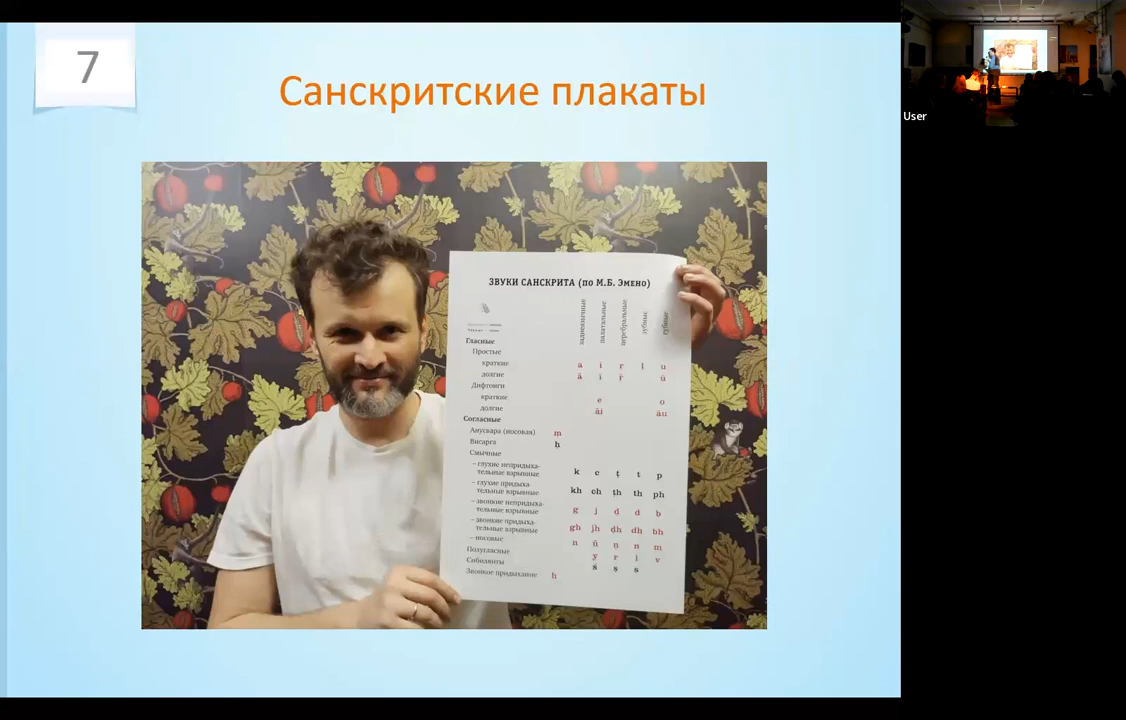 7
Санскритские плакаты
User
ЗВУКИ САНСКРИТА (по М.Б. Эмено)
заднеязычные палатальные церебральные зубные губные
Гласные
Простые
краткие a i ṛ ḷ u
долгие ā ī ṝ ū
Дифтонги
краткие e o
долгие āi āu
Согласные
Анусвара (носовая) ṃ
Висарга ḥ
Смычные
– глухие непридыха-
тельные взрывные k c ṭ t p
– глухие придыха-
тельные взрывные kh ch ṭh th ph
– звонкие непридыха-
тельные взрывные g j ḍ d b
– звонкие придыха-
тельные взрывные gh jh ḍh dh bh
– носовые ṅ ñ ṇ n m
Полугласные y r l v
Сибилянты ś ṣ s
Звонкое придыхание h